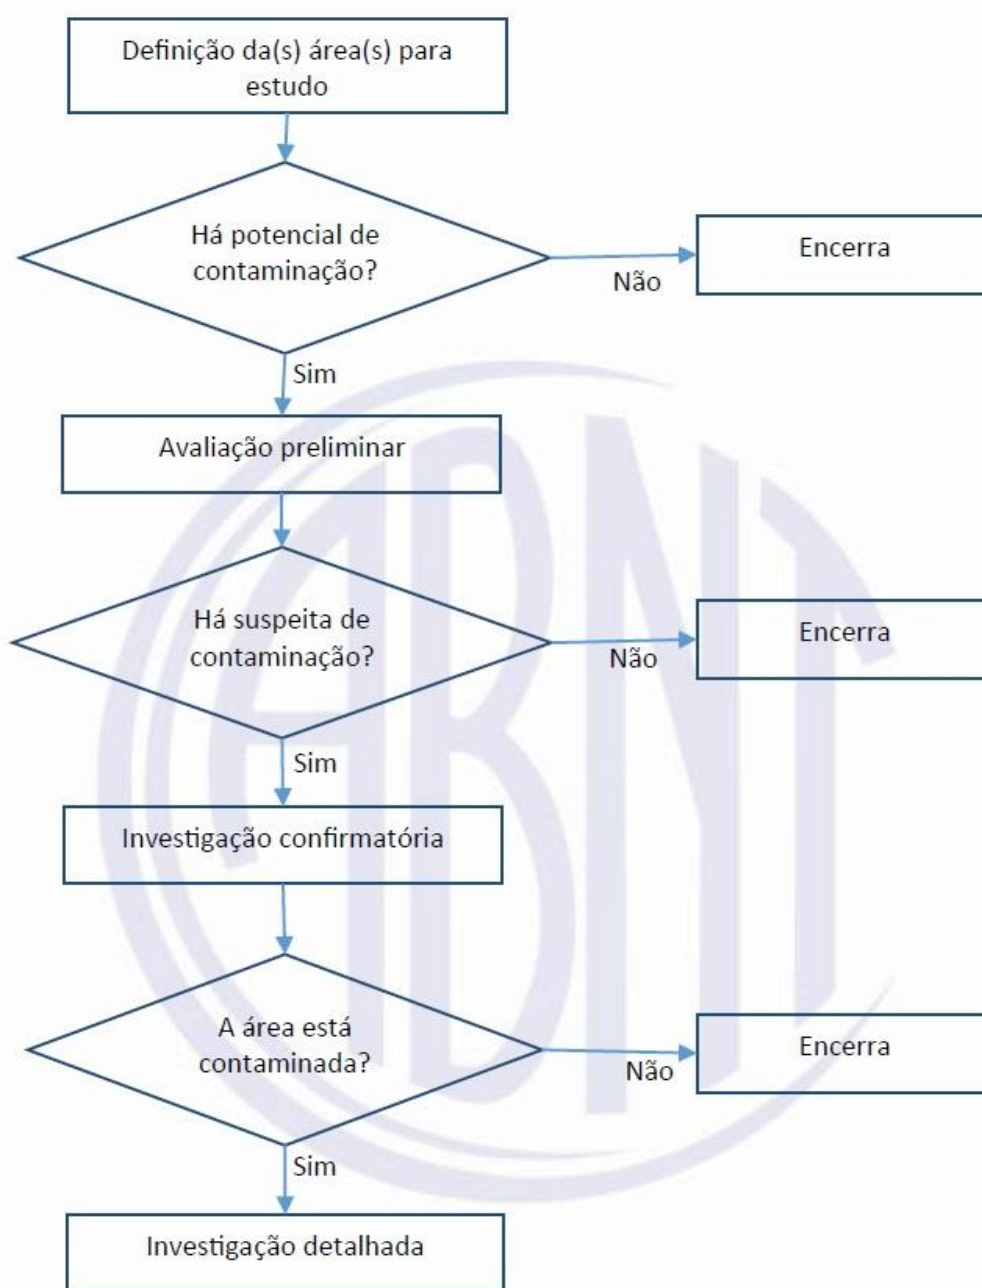 Definição da(s) área(s) para
estudo
Há potencial de
contaminação?
Não
Encerra
Sim
Avaliação preliminar
Há suspeita de
contaminação?
Não
Encerra
Sim
Investigação confirmatória
A área está
contaminada?
Não
Encerra
Sim
Investigação detalhada
ABNT